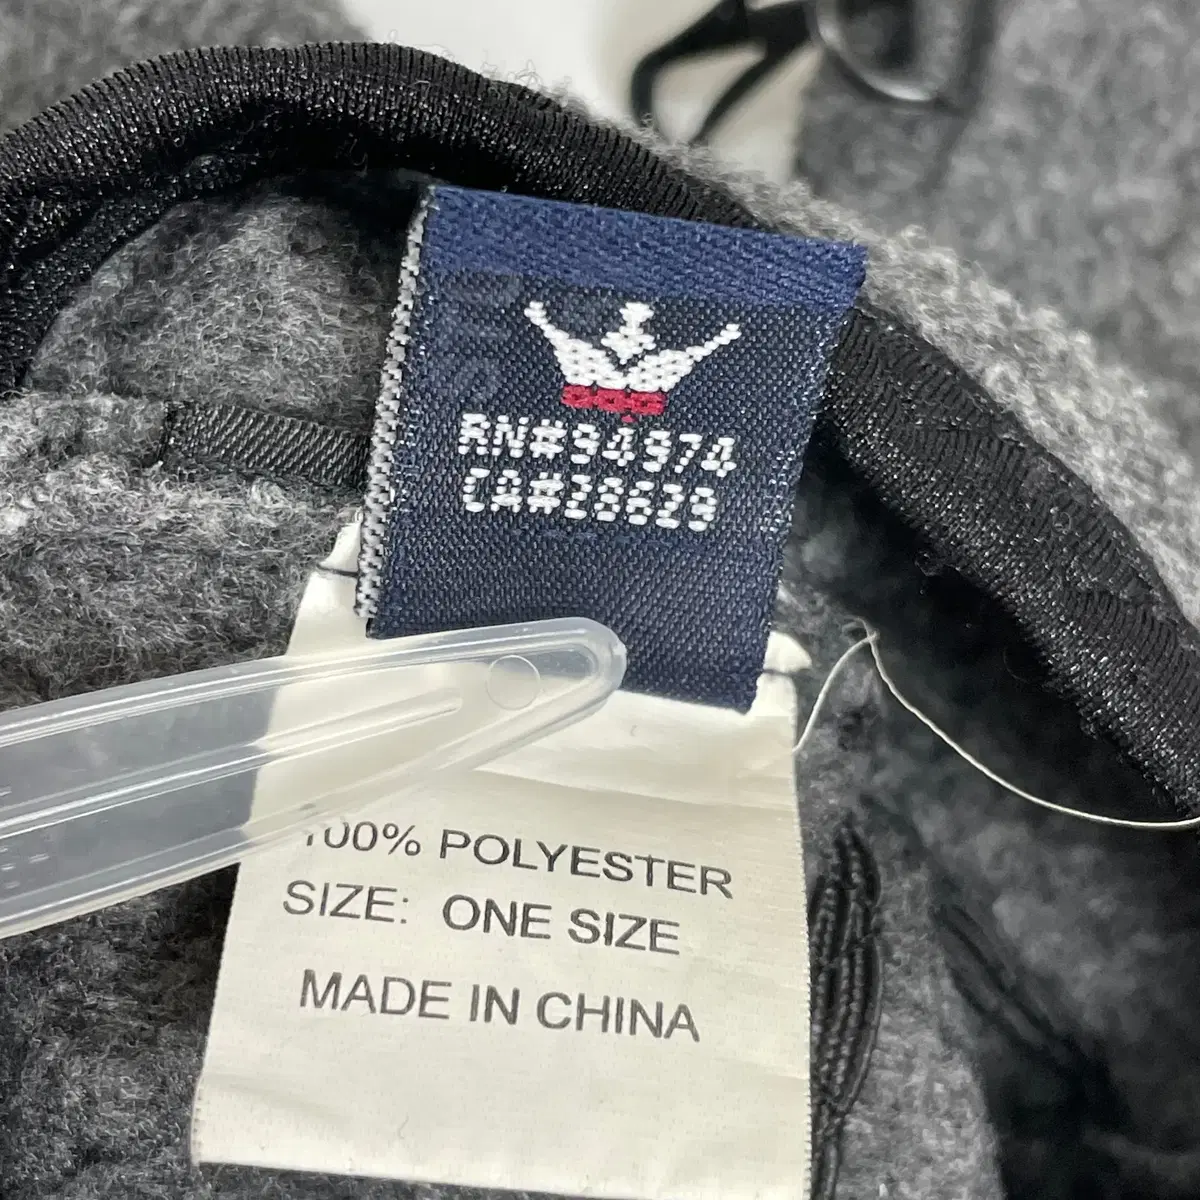 RN#94974
CA#28629
100% POLYESTER
SIZE: ONE SIZE
MADE IN CHINA